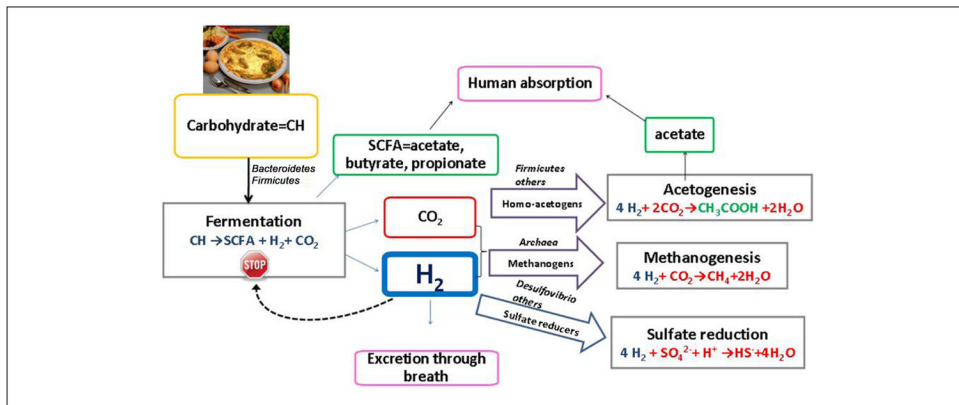 Human absorption
Carbohydrate=CH
acetate
SCFA=acetate,
butyrate, propionate
Bacteroidetes
Firmicutes
Firmicutes
others
Homo-acetogens
Acetogenesis
4 H₂+ 2CO₂→CH₃COOH +2H₂O
Fermentation
CH →SCFA + H₂+ CO₂
STOP
CO₂
H₂
Archaea
Methanogens
Methanogenesis
4 H₂+ CO₂→CH₄+2H₂O
Desulfovibrio
others
Sulfate reducers
Sulfate reduction
4 H₂ + SO₄²⁻+ H⁺ →HS⁻+4H₂O
Excretion through
breath